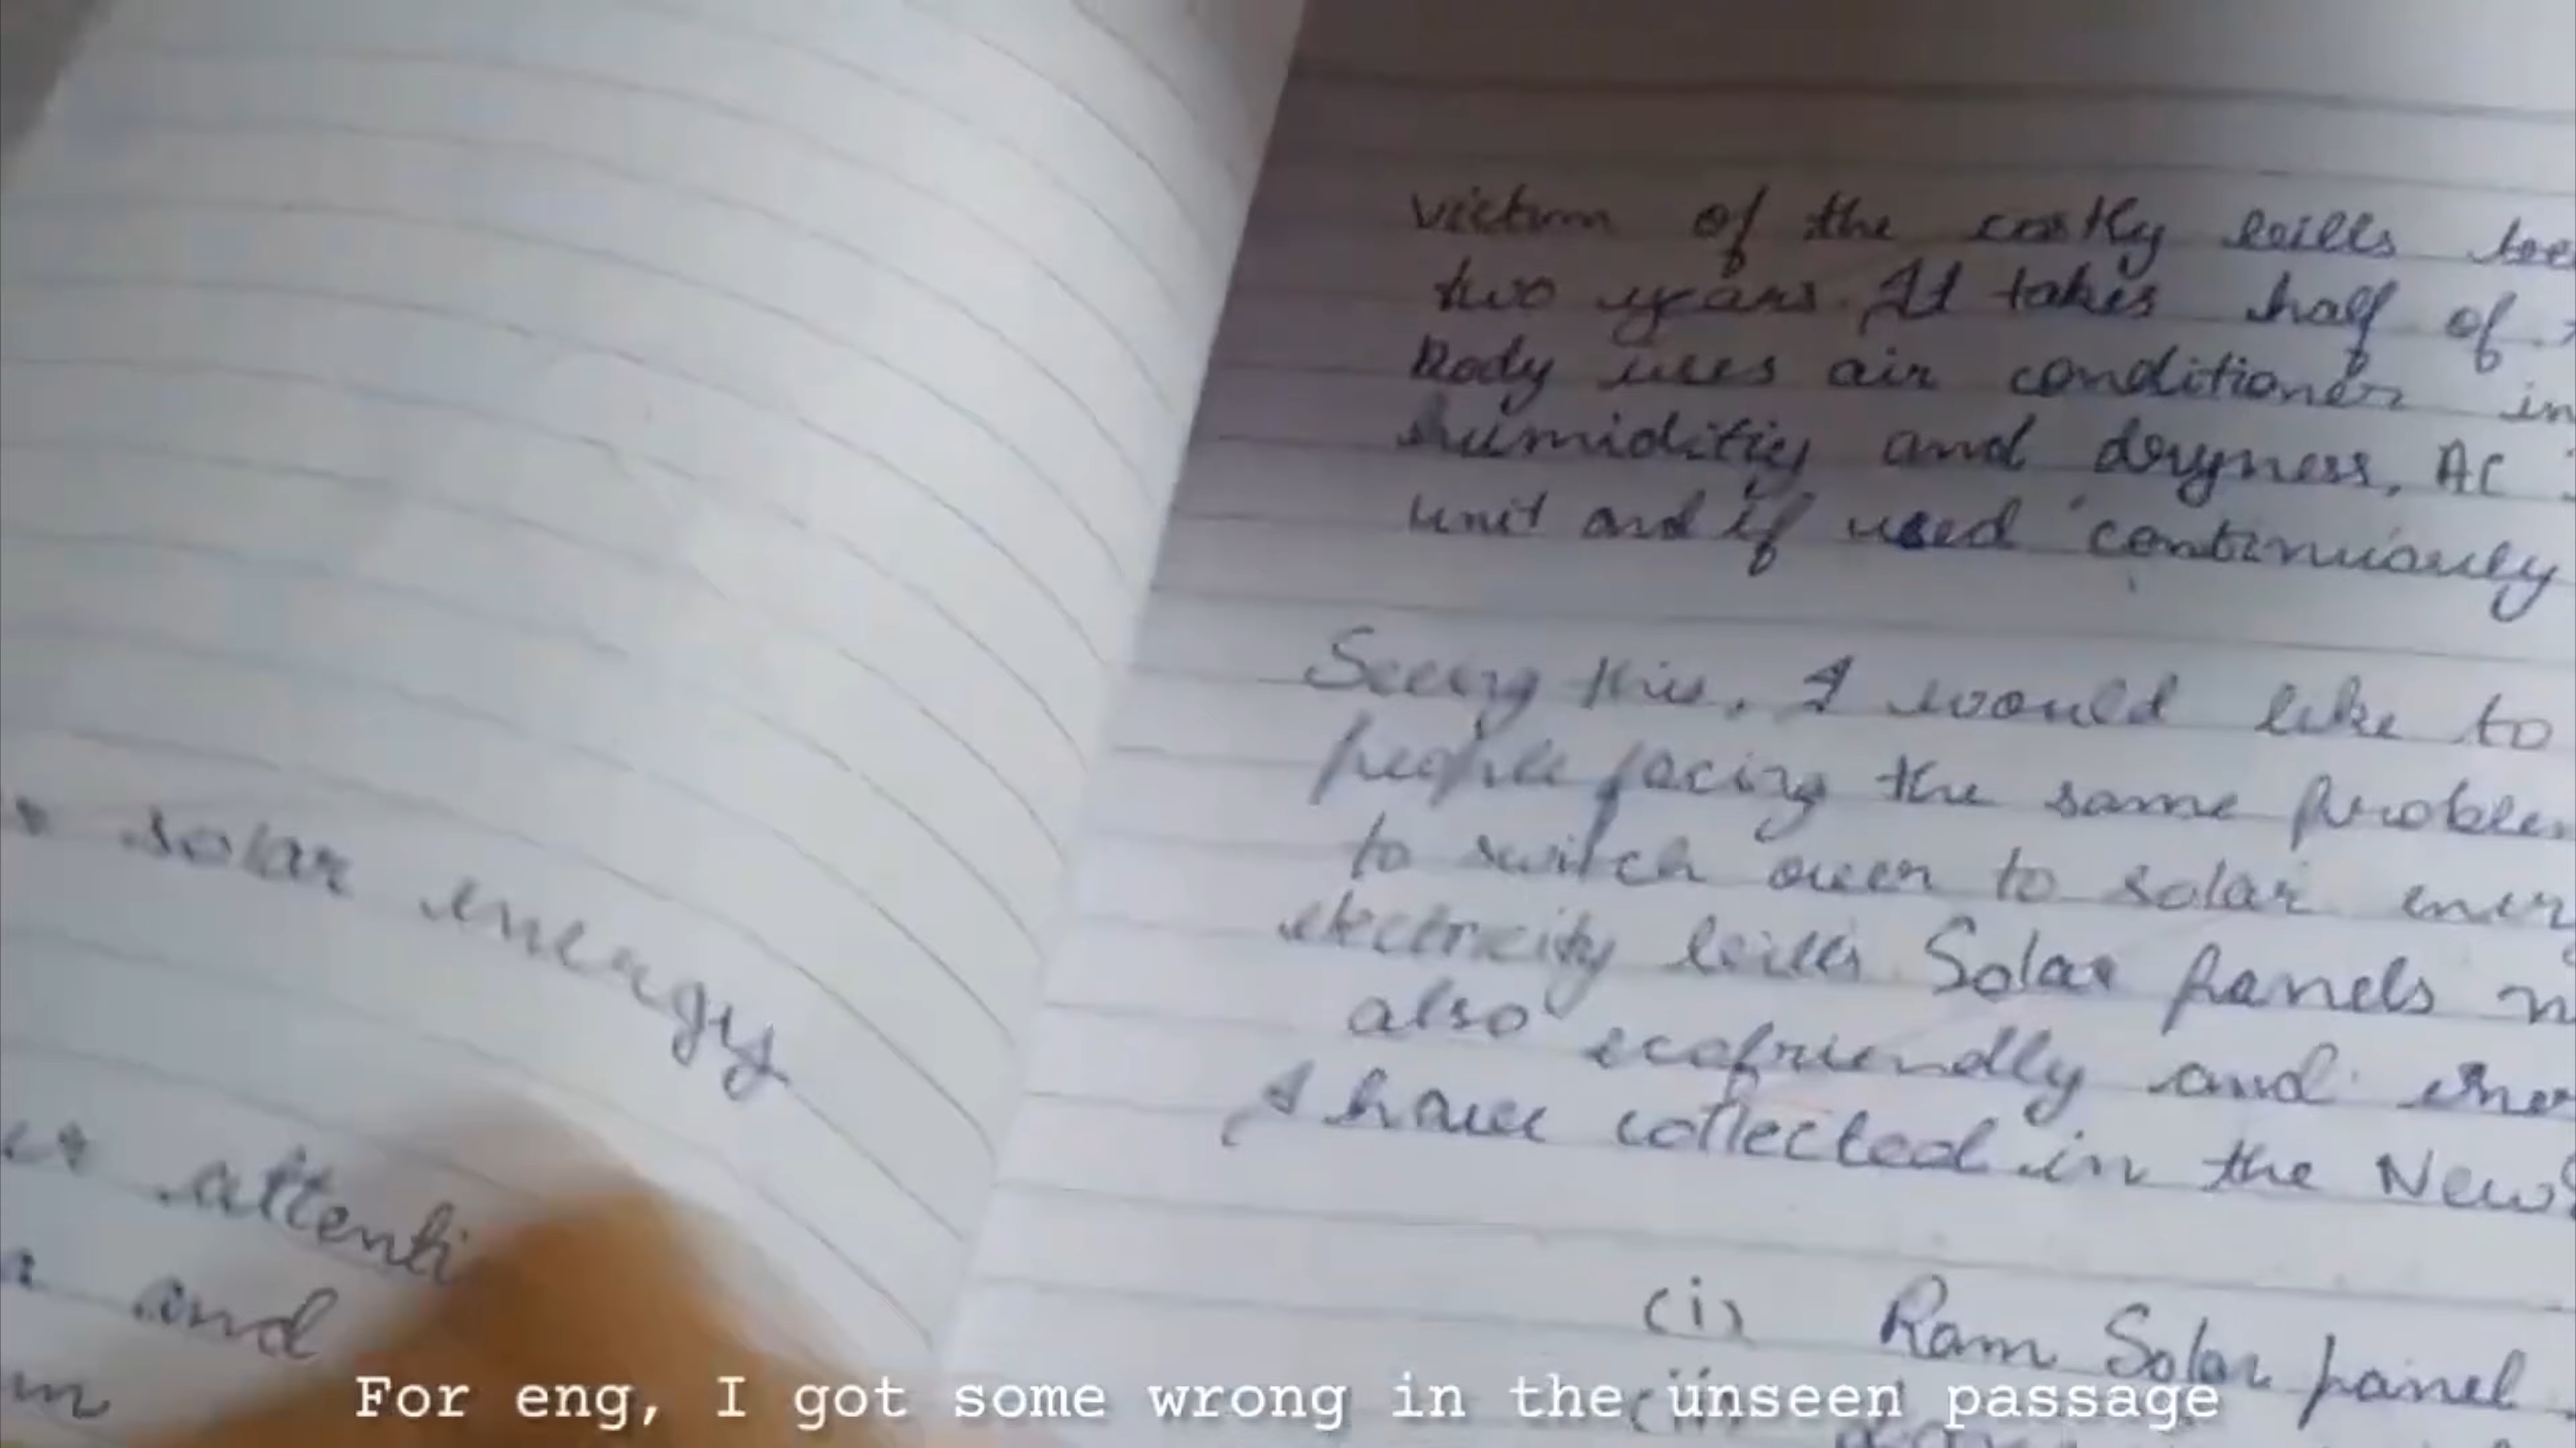 solar energy
attenti
and
m
victim of the costly bills
two years. It takes half of
body uses air conditioner in
humiditiy and dryness, AC
unit and if used continuously
Seeing this, I would like to
people facing the same proble
to switch over to solar ener
electricity bills. Solar panels n
also ecofriendly and
I have collected in the New
(i) Ram Solar panel
For eng, I got some wrong in the unseen passage